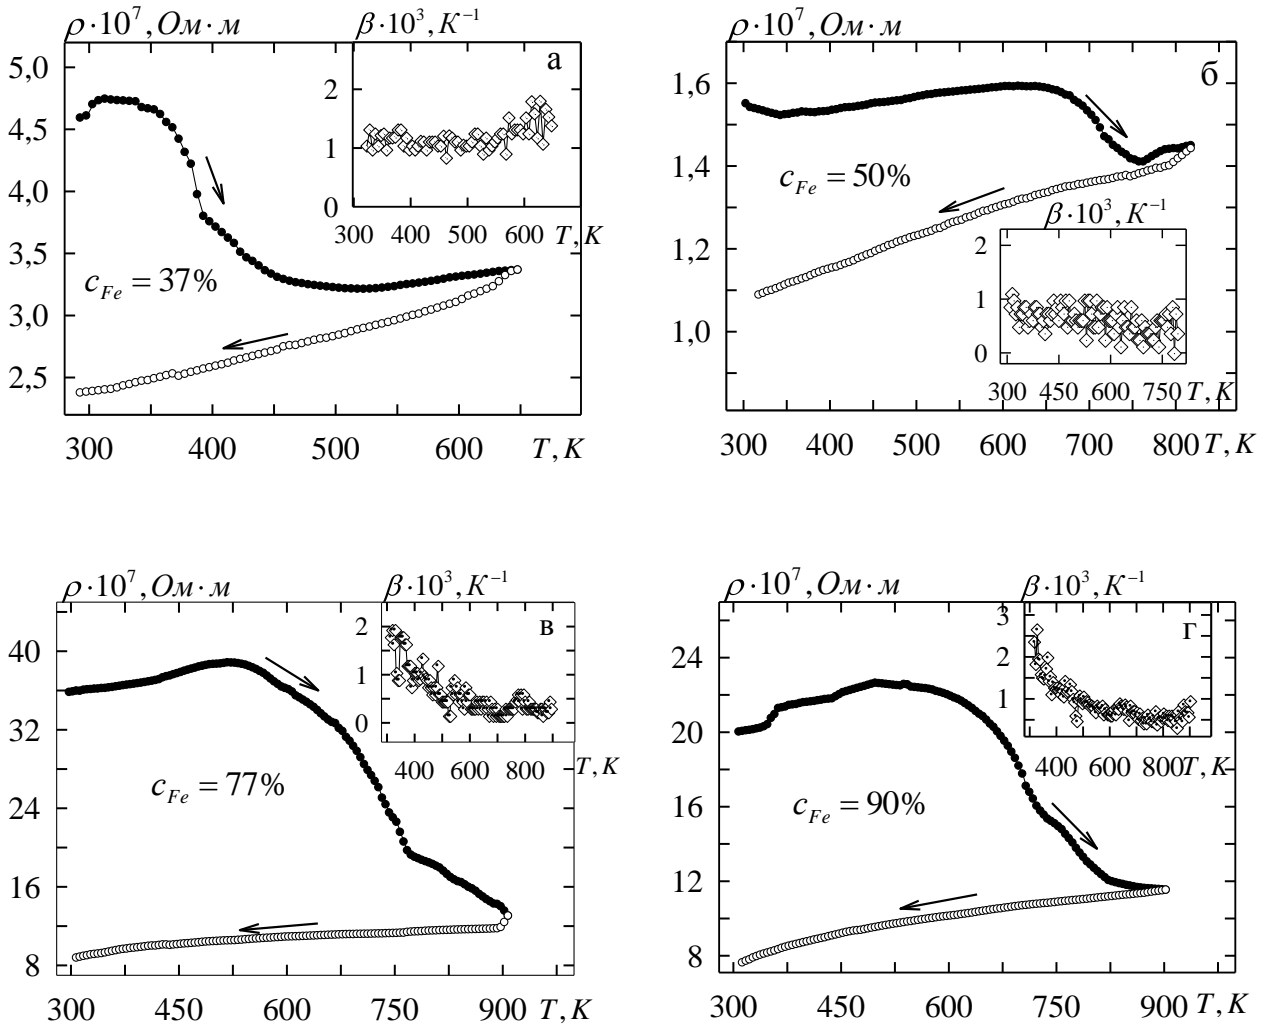 ρ·10⁷, Ом·м
β·10³, К⁻¹
а
5,0
4,5
4,0
3,5
3,0
2,5
2
1
0
300 400 500 600 T, K
c_Fe = 37%
300 400 500 600 T, K
ρ·10⁷, Ом·м
б
1,6
1,4
1,2
1,0
c_Fe = 50%
β·10³, К⁻¹
2
1
0
300 450 600 750 T, K
300 400 500 600 700 800 T, K
ρ·10⁷, Ом·м
β·10³, К⁻¹
в
40
32
24
16
8
2
1
0
400 600 800 T, K
c_Fe = 77%
300 450 600 750 900 T, K
ρ·10⁷, Ом·м
β·10³, К⁻¹
г
24
20
16
12
8
3
2
1
400 600 800 T, K
c_Fe = 90%
300 450 600 750 900 T, K